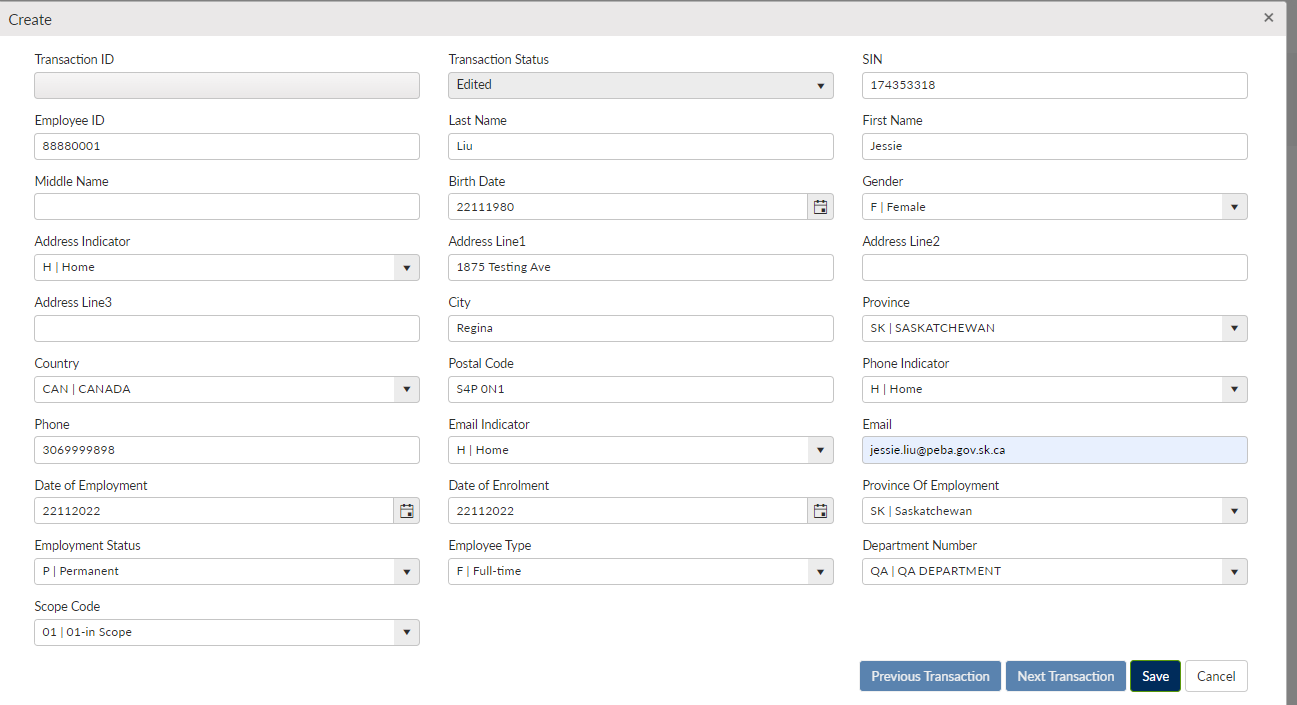 Create ×
Transaction ID Transaction Status SIN
Edited 174353318
Employee ID Last Name First Name
88880001 Liu Jessie
Middle Name Birth Date Gender
22111980 F | Female
Address Indicator Address Line1 Address Line2
H | Home 1875 Testing Ave
Address Line3 City Province
Regina SK | SASKATCHEWAN
Country Postal Code Phone Indicator
CAN | CANADA S4P 0N1 H | Home
Phone Email Indicator Email
3069999898 H | Home jessie.liu@peba.gov.sk.ca
Date of Employment Date of Enrolment Province Of Employment
22112022 22112022 SK | Saskatchewan
Employment Status Employee Type Department Number
P | Permanent F | Full-time QA | QA DEPARTMENT
Scope Code
01 | 01-in Scope
Previous Transaction Next Transaction Save Cancel